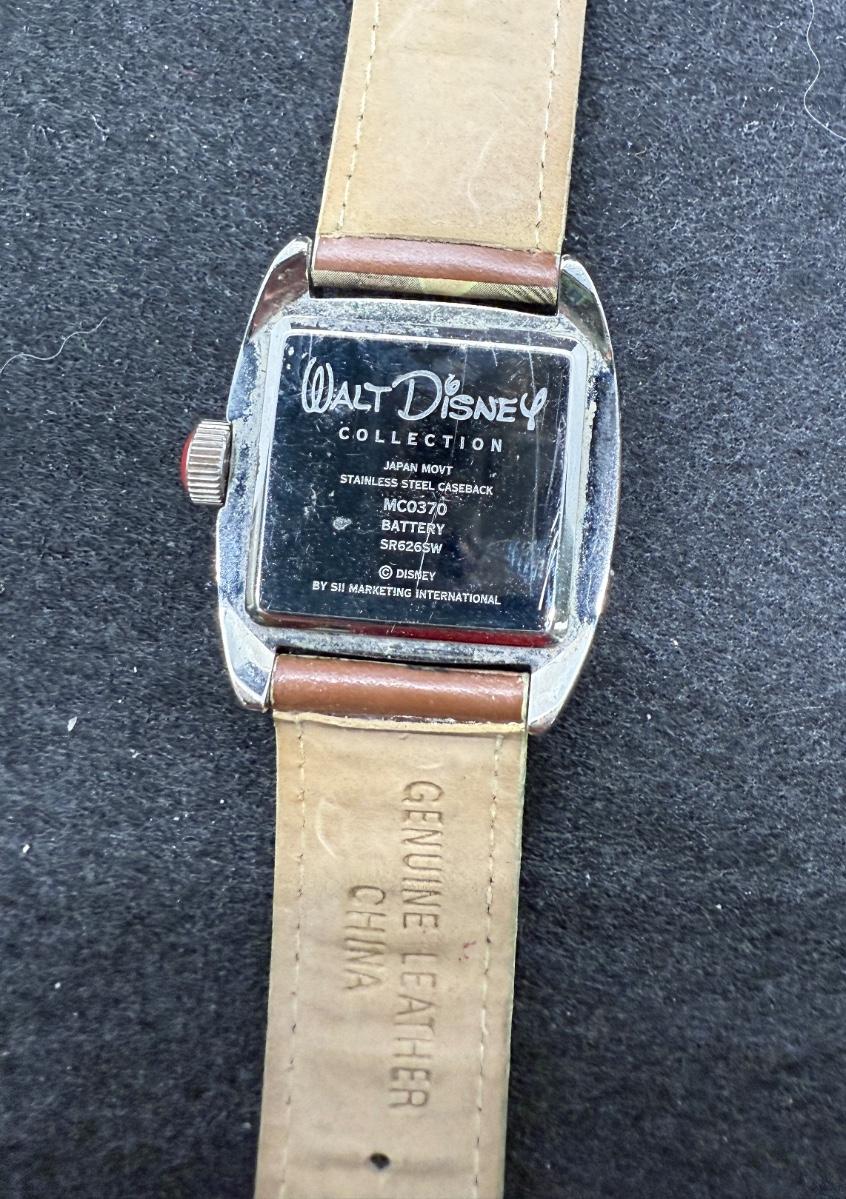 WALT DISNEY
COLLECTION
JAPAN MOVT
STAINLESS STEEL CASEBACK
MC0370
BATTERY
SR626SW
© DISNEY
BY SII MARKETING INTERNATIONAL
GENUINE LEATHER
CHINA